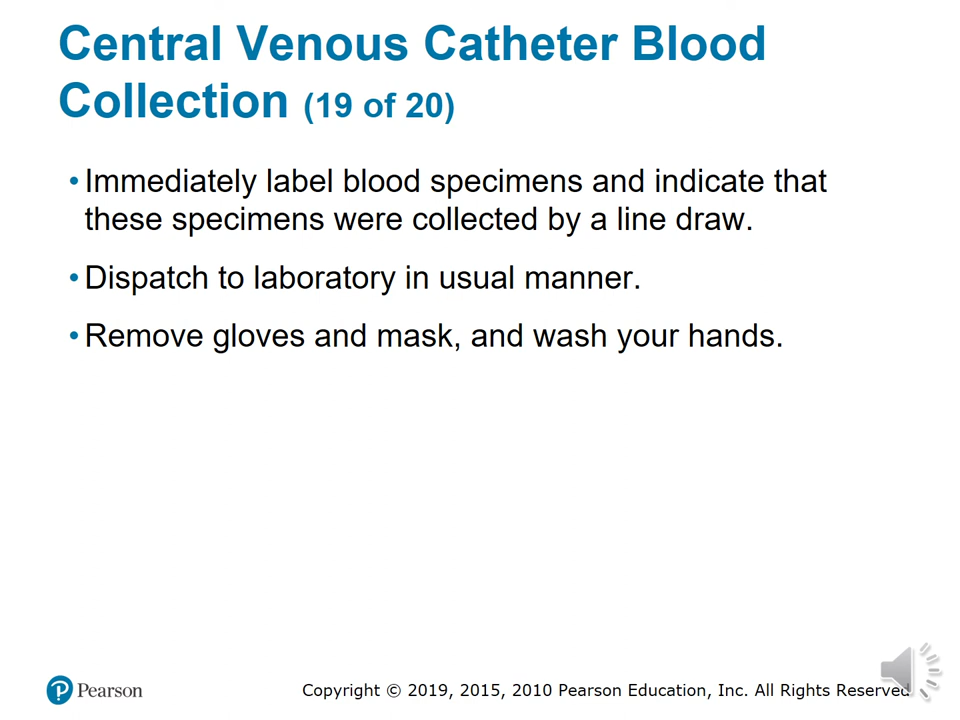 Central Venous Catheter Blood
Collection (19 of 20)
• Immediately label blood specimens and indicate that
these specimens were collected by a line draw.
• Dispatch to laboratory in usual manner.
• Remove gloves and mask, and wash your hands.
Pearson
Copyright © 2019, 2015, 2010 Pearson Education, Inc. All Rights Reserved